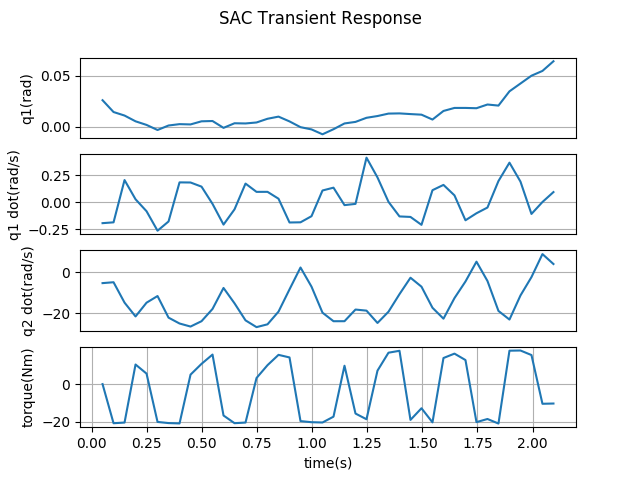 SAC Transient Response
q1(rad)
0.05
0.00
q1 dot(rad/s)
0.25
0.00
−0.25
q2 dot(rad/s)
0
−20
torque(Nm)
0
−20
0.00 0.25 0.50 0.75 1.00 1.25 1.50 1.75 2.00
time(s)